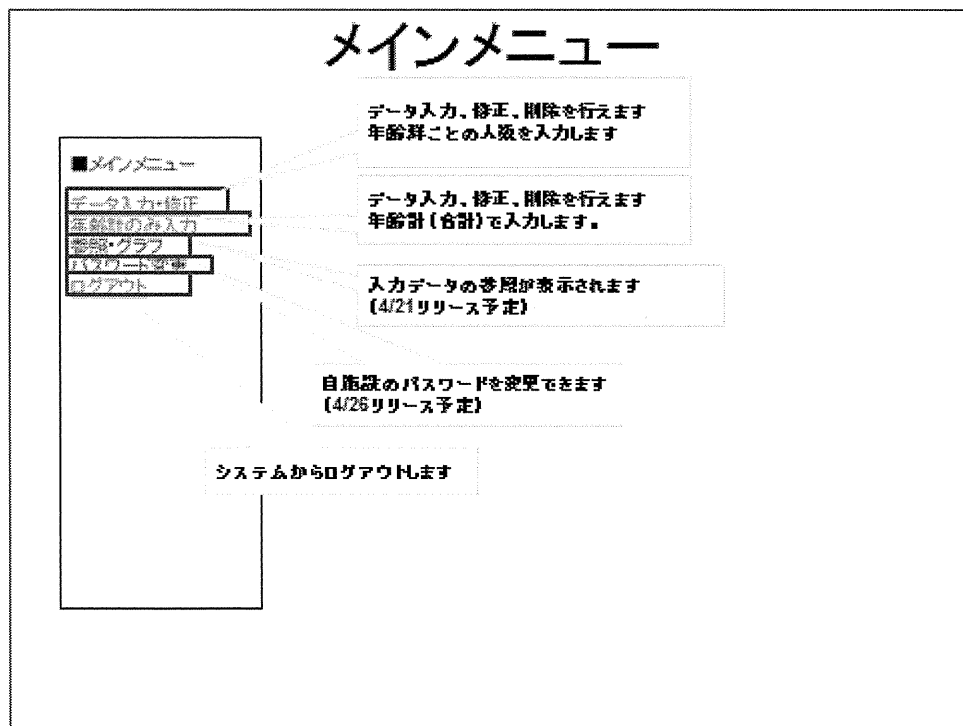 メインメニュー
データ入力、修正、削除を行えます
年齢群ごとの人数を入力します
■メインメニュー
データ入力・修正
年齢計のみ入力
参照・グラフ
パスワード変更
ログアウト
データ入力、修正、削除を行えます
年齢計(合計)で入力します。
入力データの参照が表示されます
(4/21リリース予定)
自施設のパスワードを変更できます
(4/26リリース予定)
システムからログアウトします